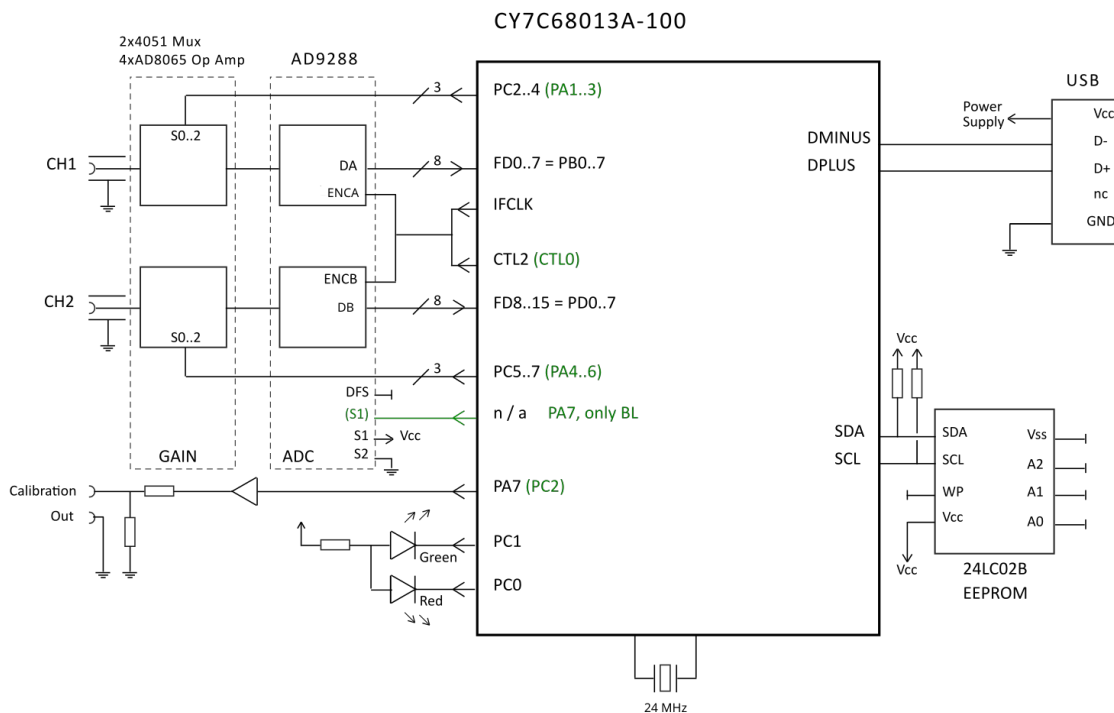 CY7C68013A-100
2x4051 Mux
4xAD8065 Op Amp
AD9288
USB
3
PC2..4 (PA1..3)
Power
Supply
Vcc
S0..2
DMINUS
D-
CH1
DA
8
FD0..7 = PB0..7
DPLUS
D+
ENCA
nc
IFCLK
GND
CTL2 (CTL0)
ENCB
CH2
DB
8
FD8..15 = PD0..7
S0..2
Vcc
3
PC5..7 (PA4..6)
DFS
(S1)
n / a PA7, only BL
S1
Vcc
S2
GAIN
ADC
SDA
SDA
Vss
SCL
SCL
A2
WP
A1
Vcc
A0
Vcc
24LC02B
EEPROM
Calibration
PA7 (PC2)
Out
PC1
Green
PC0
Red
24 MHz